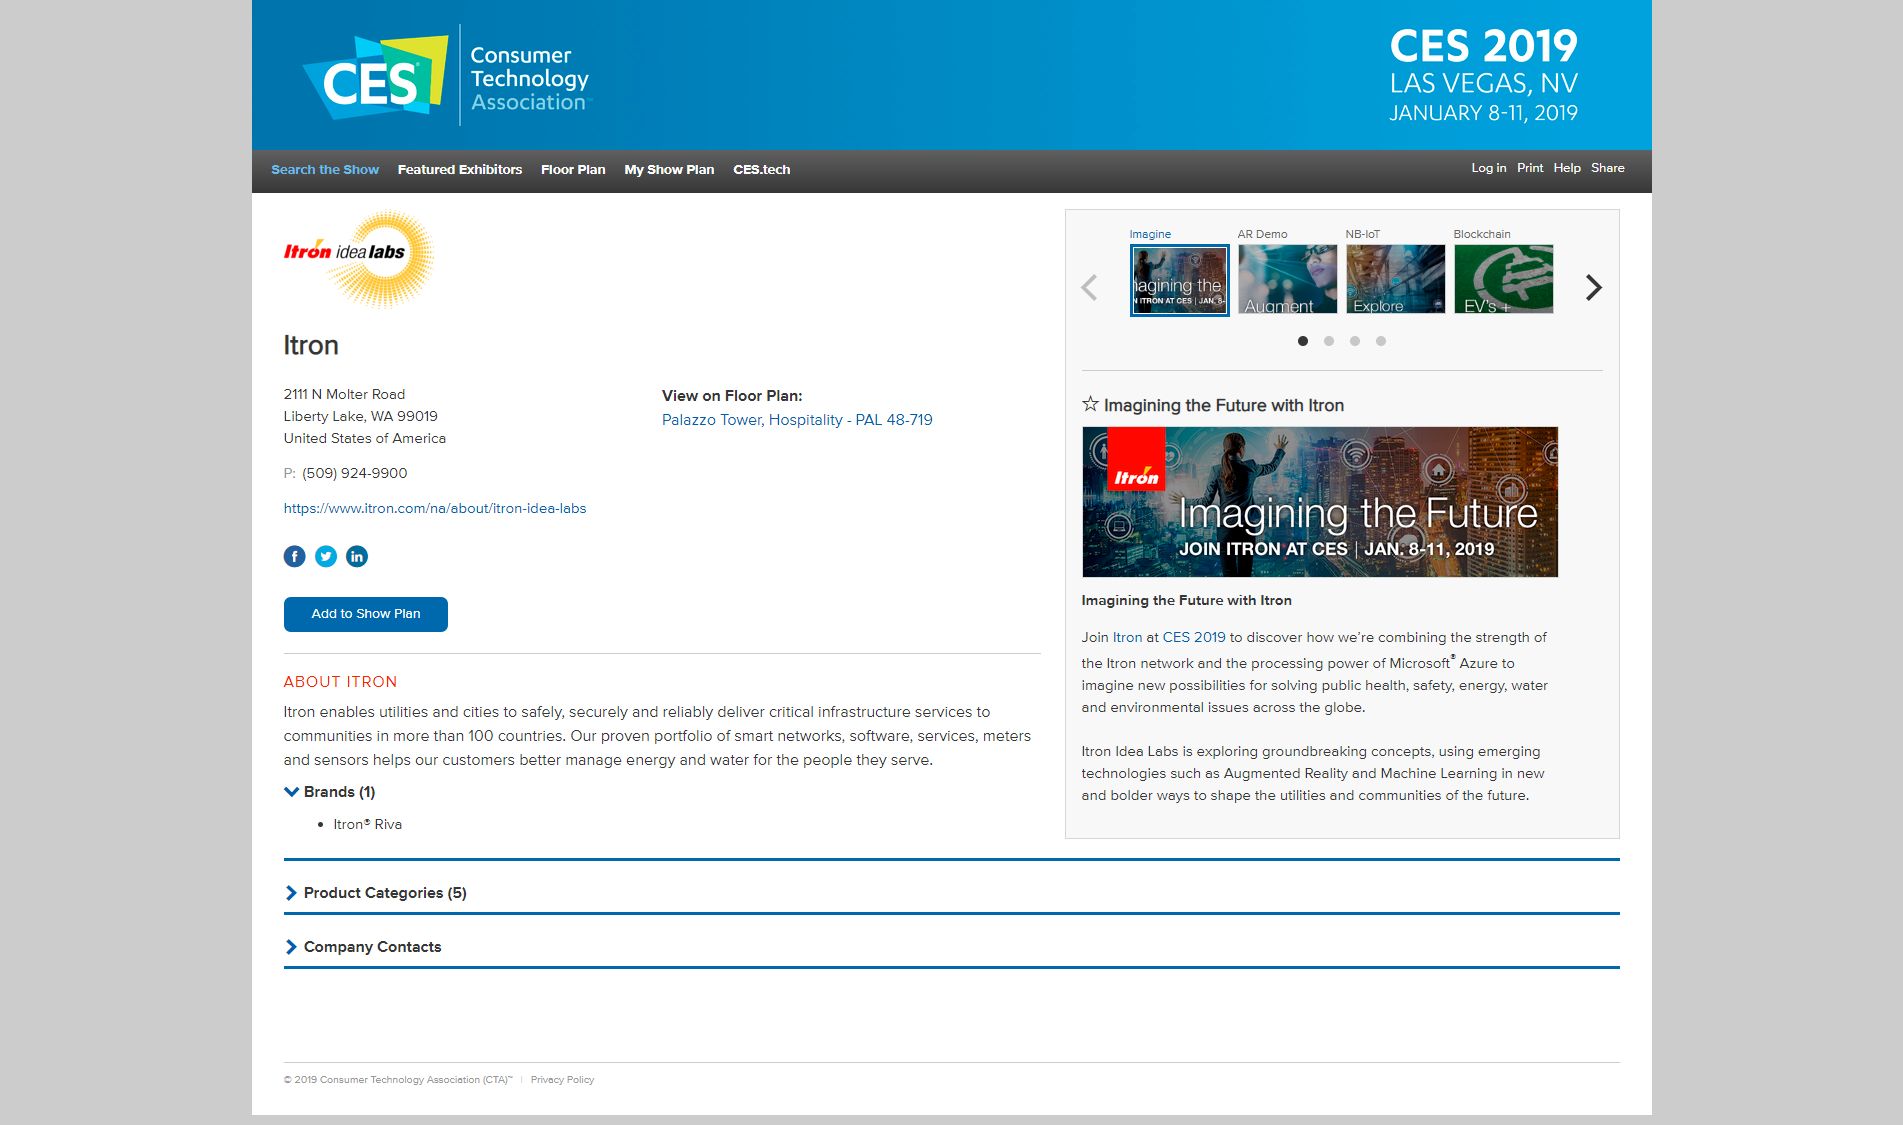 CES
Consumer
Technology
Association™
CES 2019
LAS VEGAS, NV
JANUARY 8-11, 2019
Search the Show Featured Exhibitors Floor Plan My Show Plan CES.tech
Log in Print Help Share
Itrón idea labs
Itron
2111 N Molter Road
Liberty Lake, WA 99019
United States of America
P: (509) 924-9900
https://www.itron.com/na/about/itron-idea-labs
View on Floor Plan:
Palazzo Tower, Hospitality - PAL 48-719
Add to Show Plan
ABOUT ITRON
Itron enables utilities and cities to safely, securely and reliably deliver critical infrastructure services to
communities in more than 100 countries. Our proven portfolio of smart networks, software, services, meters
and sensors helps our customers better manage energy and water for the people they serve.
Brands (1)
• Itron® Riva
Imagine AR Demo NB-IoT Blockchain
agining the
N ITRON AT CES | JAN. 8-
Augment
Explore
EV's +
☆ Imagining the Future with Itron
Itrón
Imagining the Future
JOIN ITRON AT CES | JAN. 8-11, 2019
Imagining the Future with Itron
Join Itron at CES 2019 to discover how we're combining the strength of
the Itron network and the processing power of Microsoft® Azure to
imagine new possibilities for solving public health, safety, energy, water
and environmental issues across the globe.
Itron Idea Labs is exploring groundbreaking concepts, using emerging
technologies such as Augmented Reality and Machine Learning in new
and bolder ways to shape the utilities and communities of the future.
Product Categories (5)
Company Contacts
© 2019 Consumer Technology Association (CTA)™ | Privacy Policy